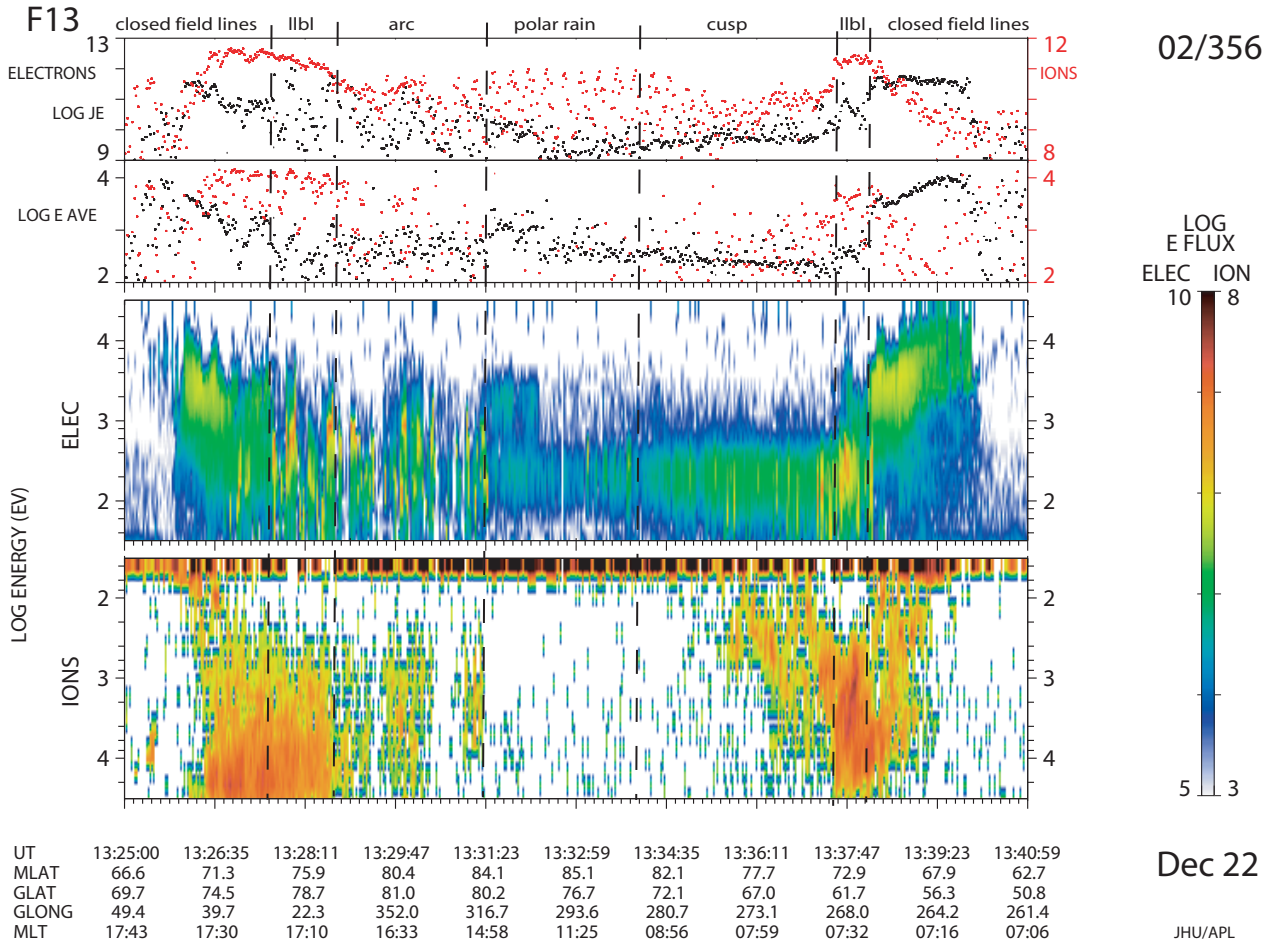 F13
closed field lines llbl arc polar rain cusp llbl closed field lines
02/356
13
12
ELECTRONS
IONS
LOG JE
9
8
4
4
LOG E AVE
2
2
LOG
E FLUX
ELEC ION
10 8
5 3
LOG ENERGY (EV)
ELEC
4
4
3
3
2
2
IONS
2
2
3
3
4
4
UT 13:25:00 13:26:35 13:28:11 13:29:47 13:31:23 13:32:59 13:34:35 13:36:11 13:37:47 13:39:23 13:40:59
MLAT 66.6 71.3 75.9 80.4 84.1 85.1 82.1 77.7 72.9 67.9 62.7
GLAT 69.7 74.5 78.7 81.0 80.2 76.7 72.1 67.0 61.7 56.3 50.8
GLONG 49.4 39.7 22.3 352.0 316.7 293.6 280.7 273.1 268.0 264.2 261.4
MLT 17:43 17:30 17:10 16:33 14:58 11:25 08:56 07:59 07:32 07:16 07:06
Dec 22
JHU/APL